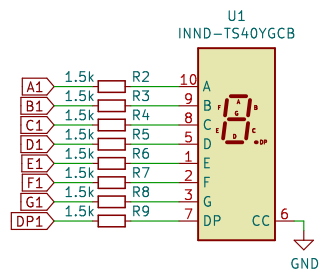 U1
INND-TS40YGCB
A1 1.5k R2 10 A
B1 1.5k R3 9 B
C1 1.5k R4 8 C
D1 1.5k R5 5 D
E1 1.5k R6 1 E
F1 1.5k R7 2 F
G1 1.5k R8 3 G
DP1 1.5k R9 7 DP
A
F B
G
E C
D DP
CC 6
GND